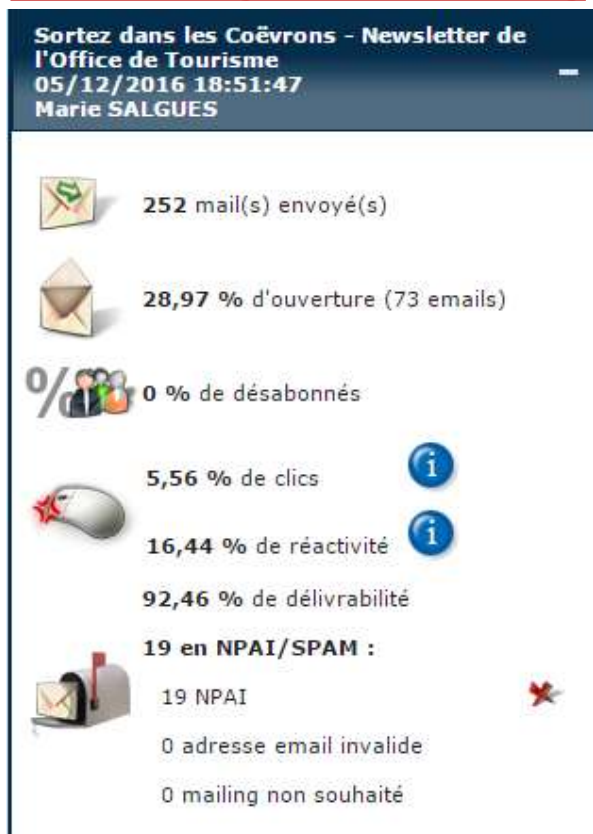 Sortez dans les Coëvrons - Newsletter de
l'Office de Tourisme
05/12/2016 18:51:47
Marie SALGUES
252 mail(s) envoyé(s)
28,97 % d'ouverture (73 emails)
% 0 % de désabonnés
5,56 % de clics i
16,44 % de réactivité i
92,46 % de délivrabilité
19 en NPAI/SPAM :
19 NPAI
0 adresse email invalide
0 mailing non souhaité